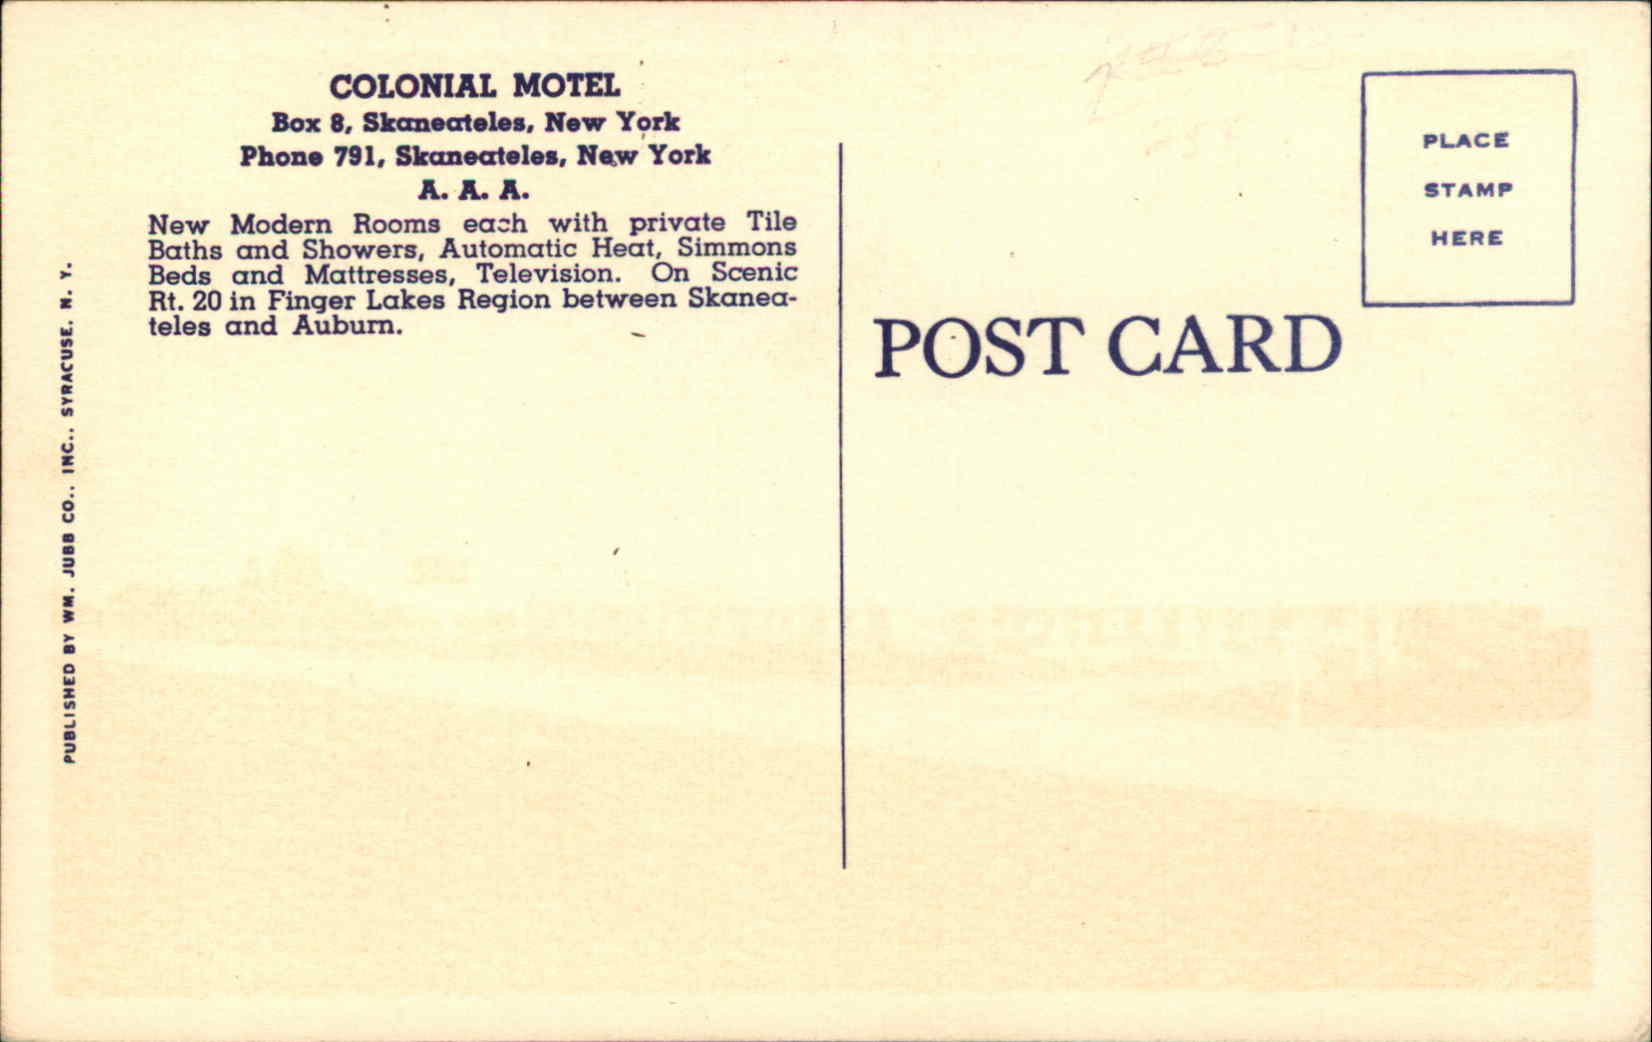 COLONIAL MOTEL
Box 8, Skaneateles, New York
Phone 791, Skaneateles, New York
A. A. A.
New Modern Rooms each with private Tile
Baths and Showers, Automatic Heat, Simmons
Beds and Mattresses, Television. On Scenic
Rt. 20 in Finger Lakes Region between Skanea-
teles and Auburn.
PUBLISHED BY WM. JUBB CO., INC., SYRACUSE, N. Y.
POST CARD
PLACE
STAMP
HERE